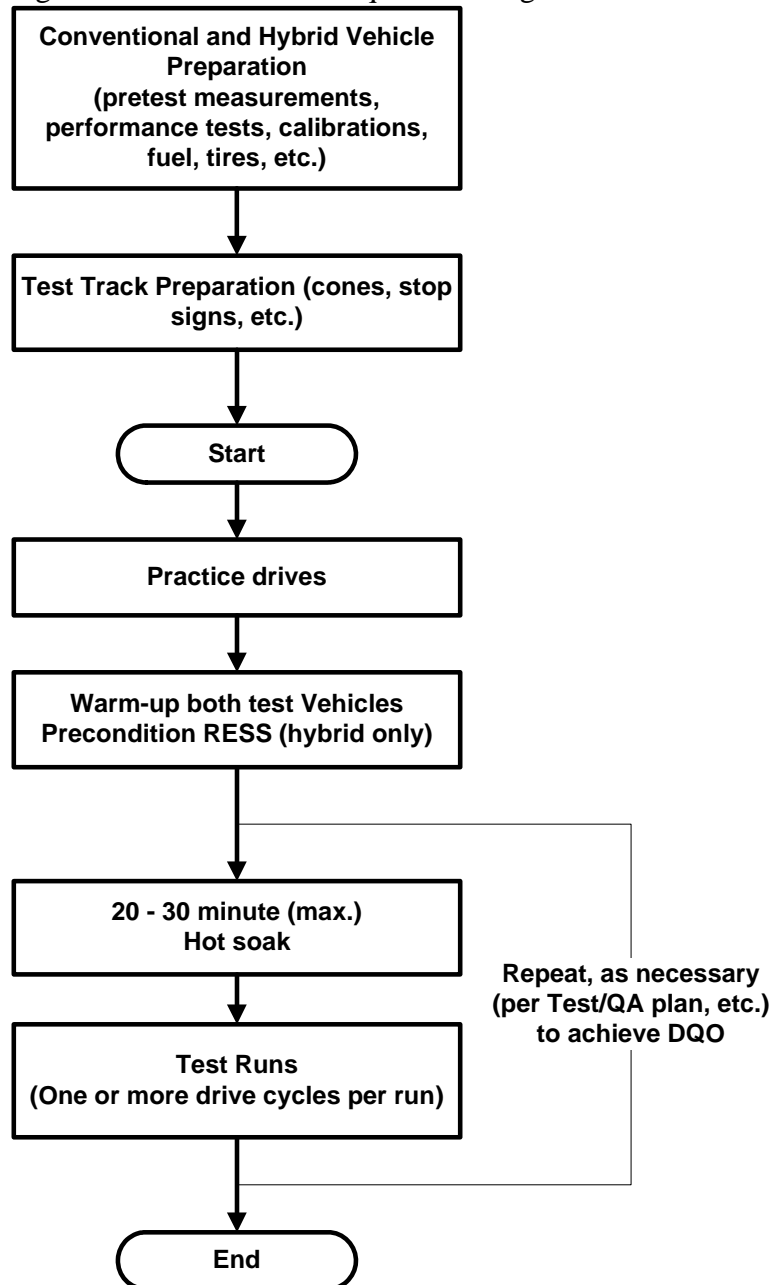 Conventional and Hybrid Vehicle
Preparation
(pretest measurements,
performance tests, calibrations,
fuel, tires, etc.)
Test Track Preparation (cones, stop
signs, etc.)
Start
Practice drives
Warm-up both test Vehicles
Precondition RESS (hybrid only)
20 - 30 minute (max.)
Hot soak
Repeat, as necessary
(per Test/QA plan, etc.)
to achieve DQO
Test Runs
(One or more drive cycles per run)
End